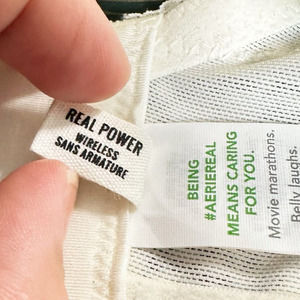 REAL POWER
WIRELESS
SANS ARMATURE
BEING
#AERIEREAL
MEANS CARING
FOR YOU.
Movie marathons.
Belly laughs.